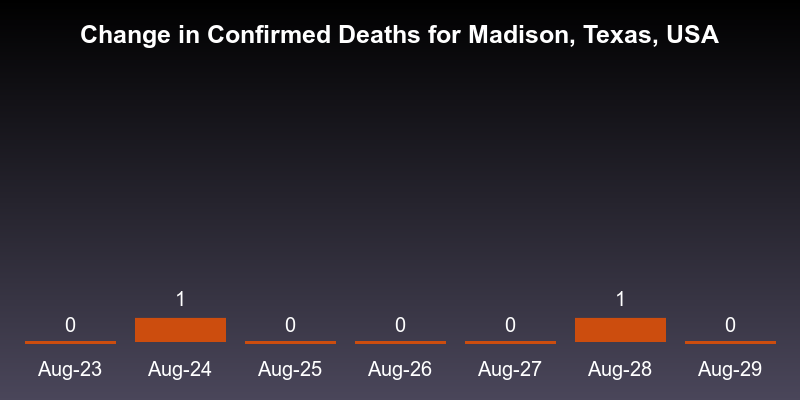 Change in Confirmed Deaths for Madison, Texas, USA
0 1 0 0 0 1 0
Aug-23 Aug-24 Aug-25 Aug-26 Aug-27 Aug-28 Aug-29